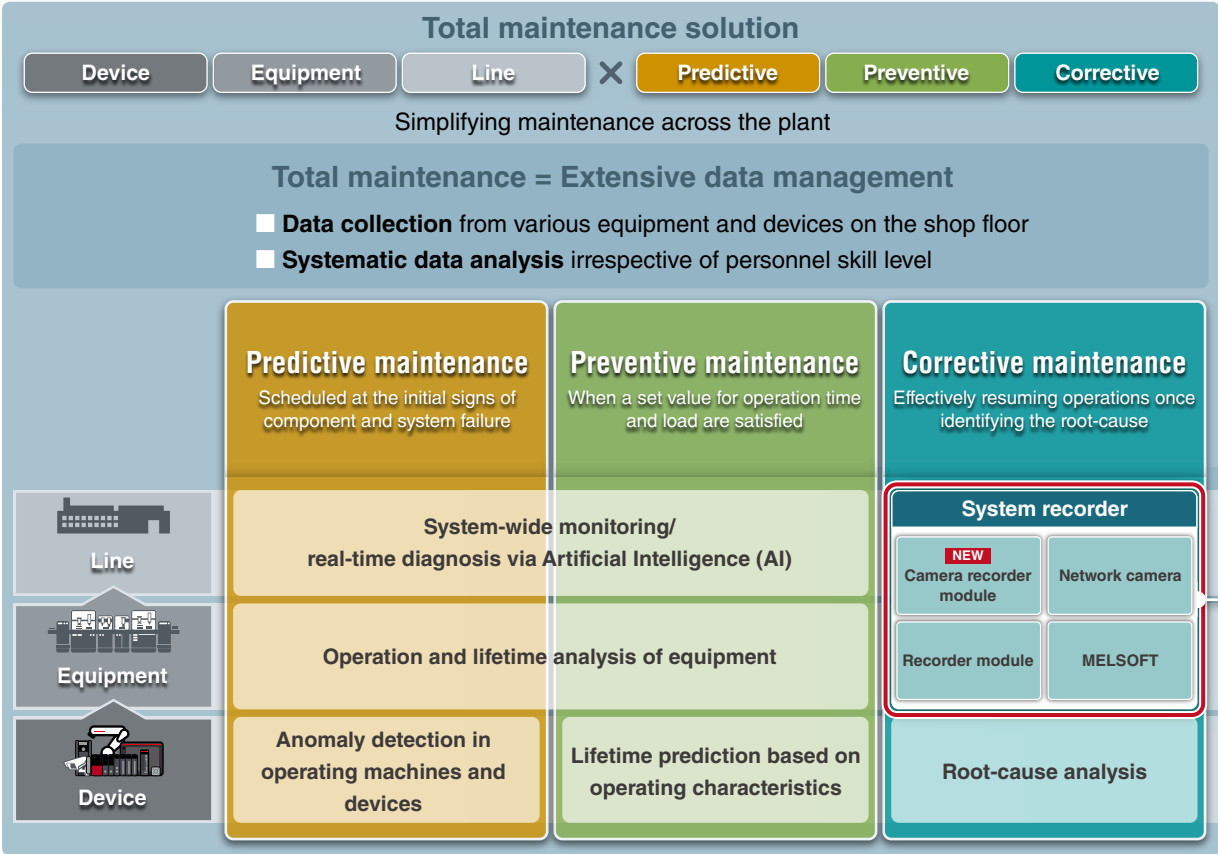 Total maintenance solution
Device Equipment Line × Predictive Preventive Corrective
Simplifying maintenance across the plant
Total maintenance = Extensive data management
Data collection from various equipment and devices on the shop floor
Systematic data analysis irrespective of personnel skill level
Predictive maintenance
Scheduled at the initial signs of
component and system failure
Preventive maintenance
When a set value for operation time
and load are satisfied
Corrective maintenance
Effectively resuming operations once
identifying the root-cause
Line
System-wide monitoring/
real-time diagnosis via Artificial Intelligence (AI)
System recorder
NEW
Camera recorder
module
Network camera
Recorder module
MELSOFT
Equipment
Operation and lifetime analysis of equipment
Device
Anomaly detection in
operating machines and
devices
Lifetime prediction based on
operating characteristics
Root-cause analysis